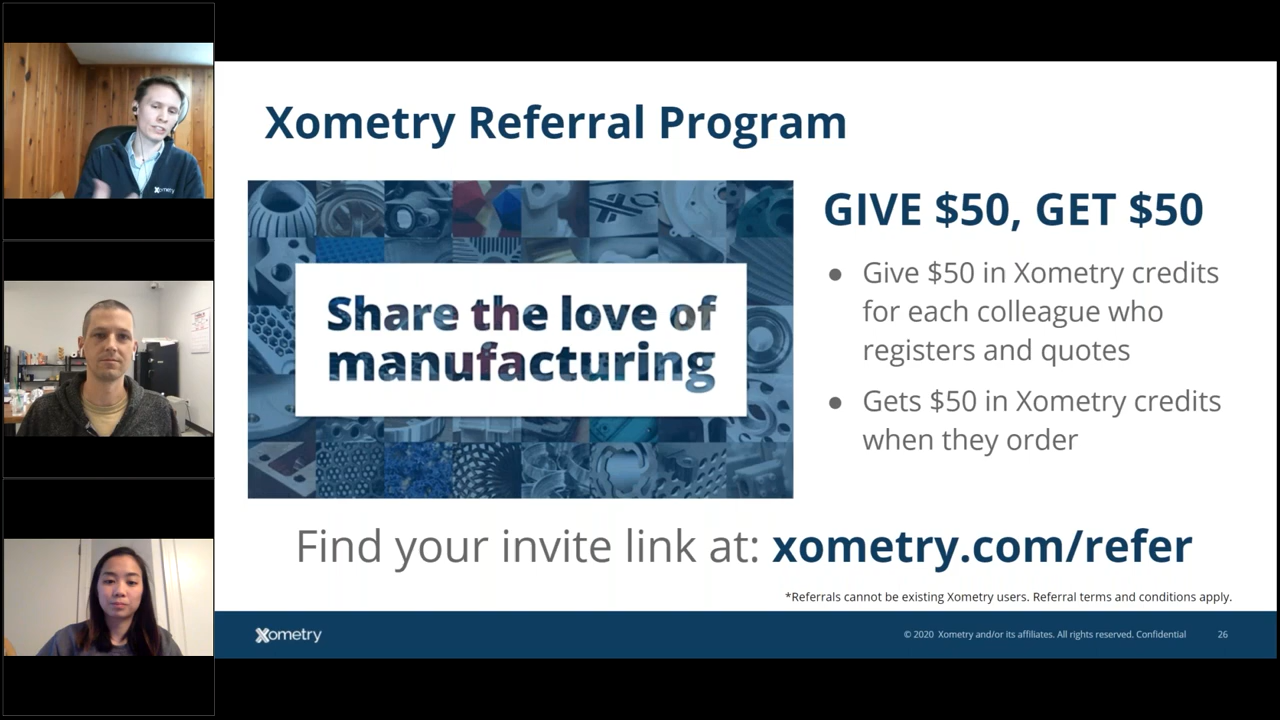 Xometry Referral Program
Share the love of
manufacturing
GIVE $50, GET $50
● Give $50 in Xometry credits
for each colleague who
registers and quotes
● Gets $50 in Xometry credits
when they order
Find your invite link at: xometry.com/refer
*Referrals cannot be existing Xometry users. Referral terms and conditions apply.
Xometry
© 2020 Xometry and/or its affiliates. All rights reserved. Confidential
26
Xometry